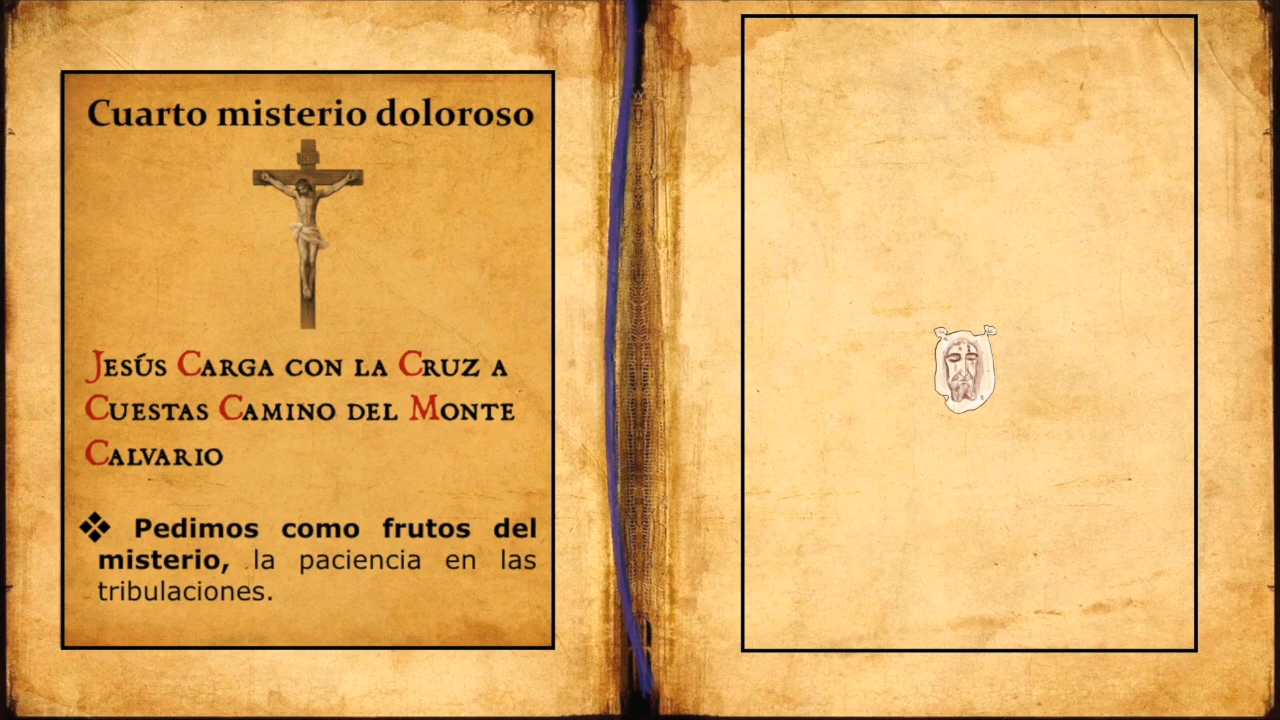 Cuarto misterio doloroso
Jesús Carga con la Cruz a
Cuestas Camino del Monte
Calvario
❖ Pedimos como frutos del
misterio, la paciencia en las
tribulaciones.